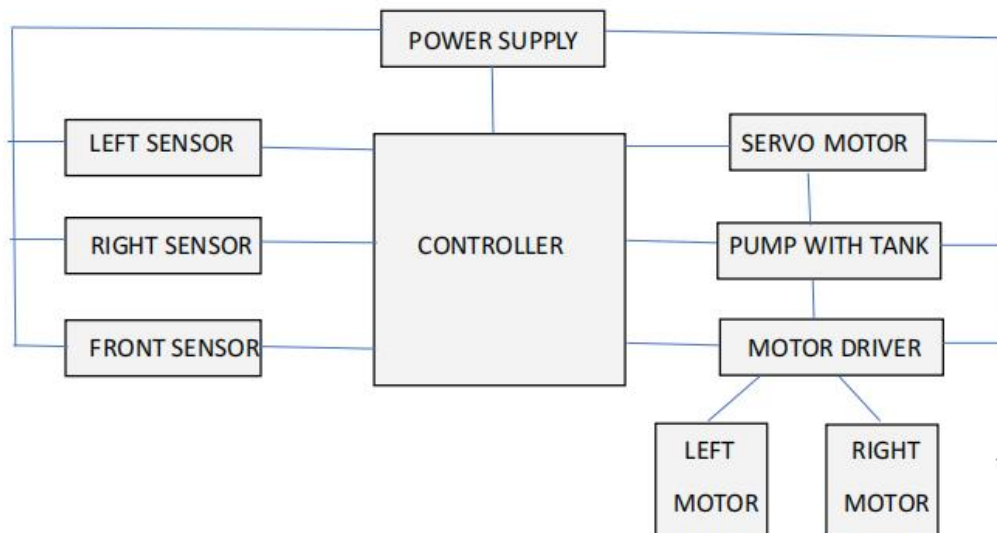 POWER SUPPLY
LEFT SENSOR
SERVO MOTOR
RIGHT SENSOR
CONTROLLER
PUMP WITH TANK
FRONT SENSOR
MOTOR DRIVER
LEFT
MOTOR
RIGHT
MOTOR